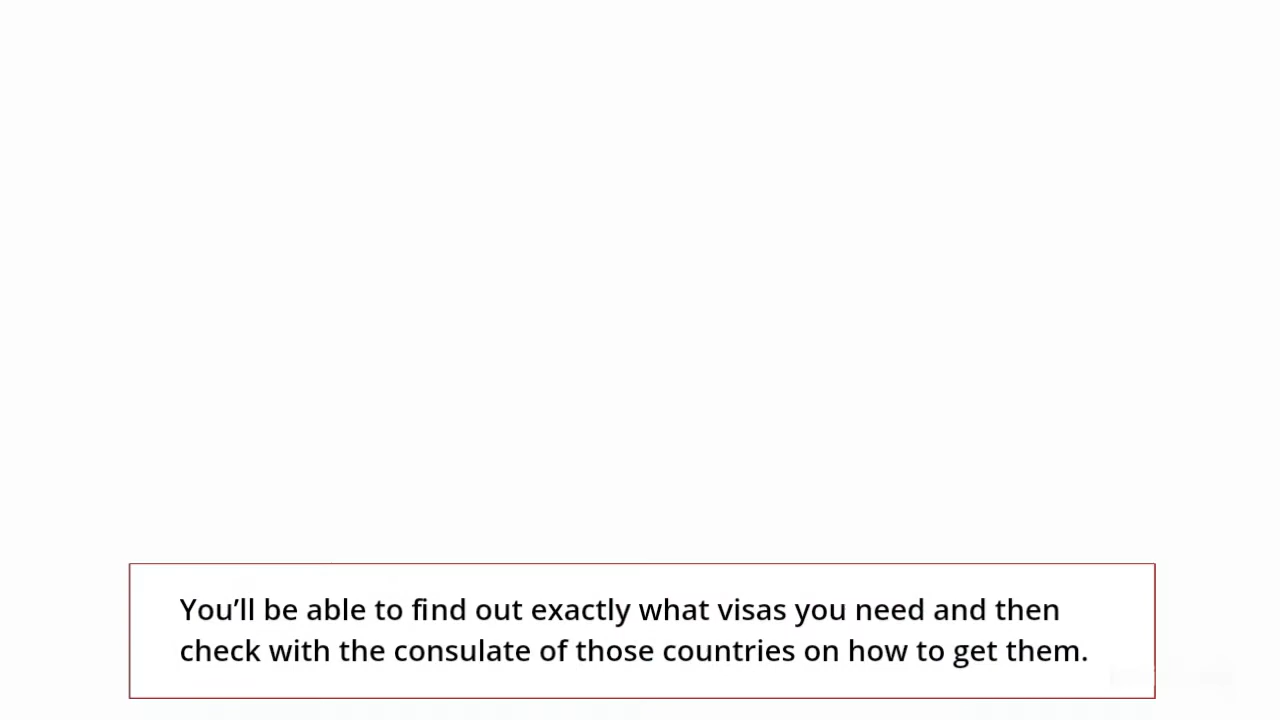 You’ll be able to find out exactly what visas you need and then
check with the consulate of those countries on how to get them.